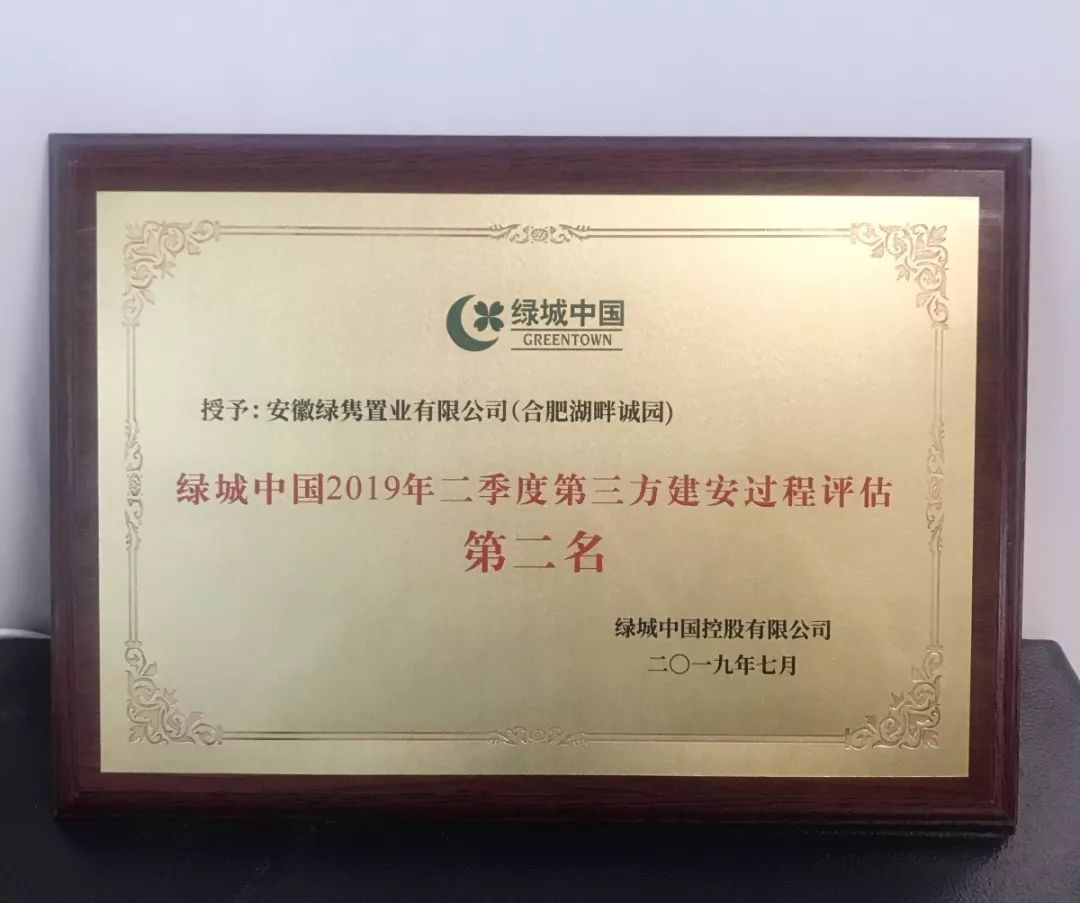 绿城中国
GREENTOWN
授予：安徽绿隽置业有限公司(合肥湖畔诚园)
绿城中国2019年二季度第三方建安过程评估
第二名
绿城中国控股有限公司
二〇一九年七月